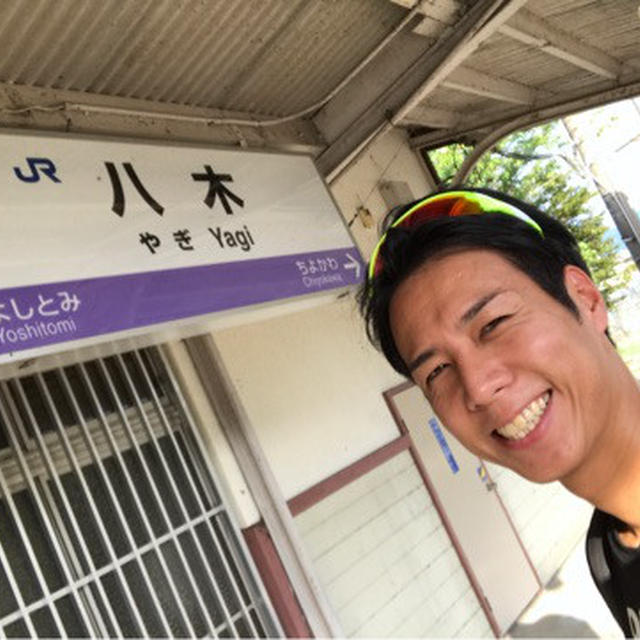 JR
八木
やぎ Yagi
よしとみ
Yoshitomi
ちよかわ
Chiyokawa